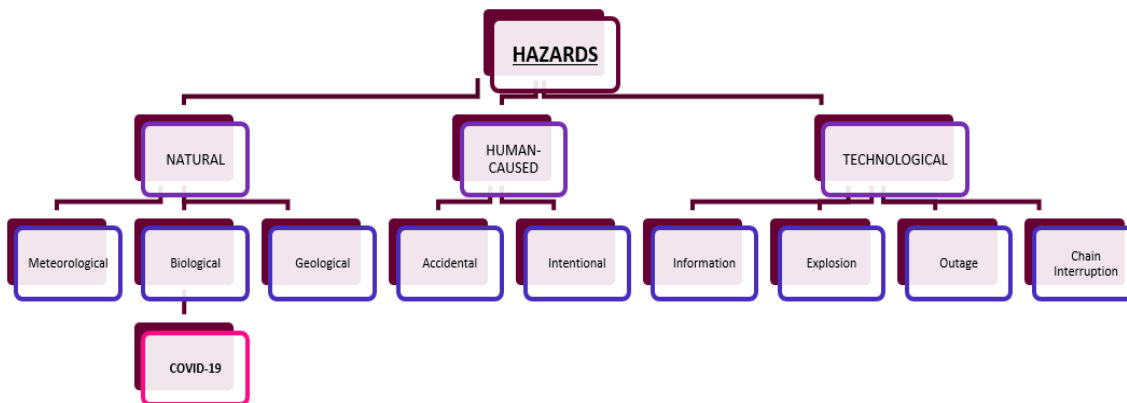 HAZARDS
NATURAL
HUMAN-
CAUSED
TECHNOLOGICAL
Meteorological
Biological
Geological
Accidental
Intentional
Information
Explosion
Outage
Chain
Interruption
COVID-19